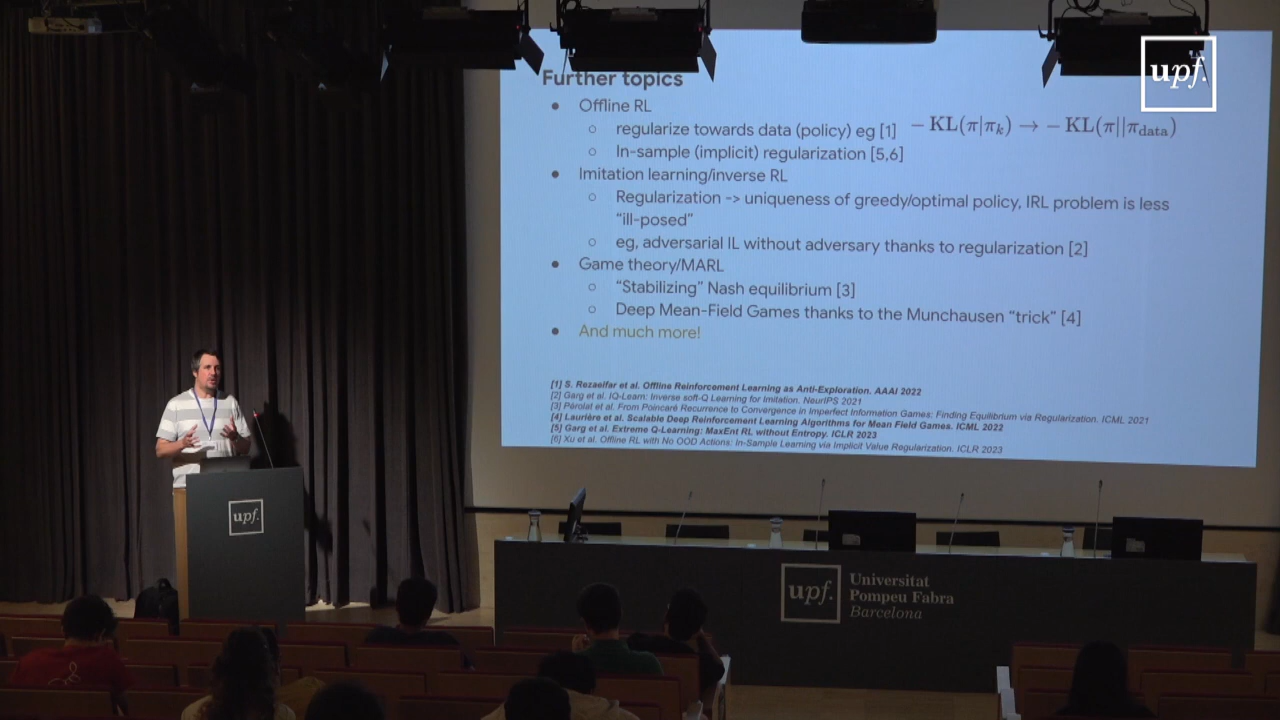 Further topics
● Offline RL
○ regularize towards data (policy) eg [1] − KL(π|π_k) → − KL(π||π_data)
○ In-sample (implicit) regularization [5,6]
● Imitation learning/inverse RL
○ Regularization -> uniqueness of greedy/optimal policy, IRL problem is less
"ill-posed"
○ eg, adversarial IL without adversary thanks to regularization [2]
● Game theory/MARL
○ "Stabilizing" Nash equilibrium [3]
○ Deep Mean-Field Games thanks to the Munchausen "trick" [4]
● And much more!
[1] S. Rezaeifar et al. Offline Reinforcement Learning as Anti-Exploration. AAAI 2022
[2] Garg et al. IQ-Learn: Inverse soft-Q Learning for Imitation. NeurIPS 2021
[3] Pérolat et al. From Poincaré Recurrence to Convergence in Imperfect Information Games: Finding Equilibrium via Regularization. ICML 2021
[4] Laurière et al. Scalable Deep Reinforcement Learning Algorithms for Mean Field Games. ICML 2022
[5] Garg et al. Extreme Q-Learning: MaxEnt RL without Entropy. ICLR 2023
[6] Xu et al. Offline RL with No OOD Actions: In-Sample Learning via Implicit Value Regularization. ICLR 2023
upf.
upf.
upf.
Universitat
Pompeu Fabra
Barcelona